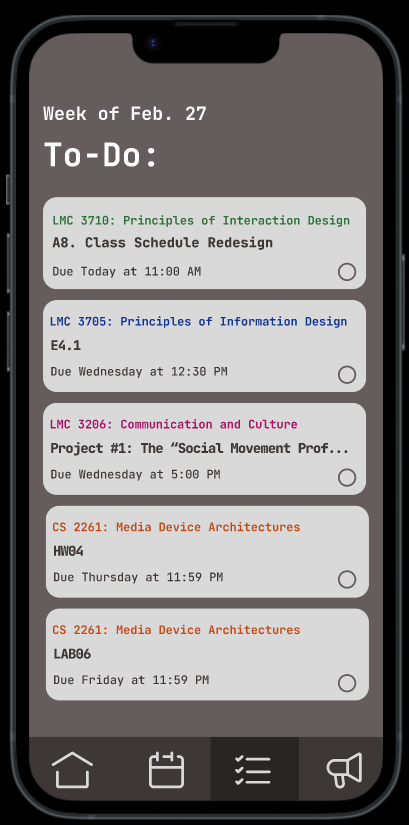 Week of Feb. 27
To-Do:
LMC 3710: Principles of Interaction Design
A8. Class Schedule Redesign
Due Today at 11:00 AM
LMC 3705: Principles of Information Design
E4.1
Due Wednesday at 12:30 PM
LMC 3206: Communication and Culture
Project #1: The “Social Movement Prof...
Due Wednesday at 5:00 PM
CS 2261: Media Device Architectures
HW04
Due Thursday at 11:59 PM
CS 2261: Media Device Architectures
LAB06
Due Friday at 11:59 PM